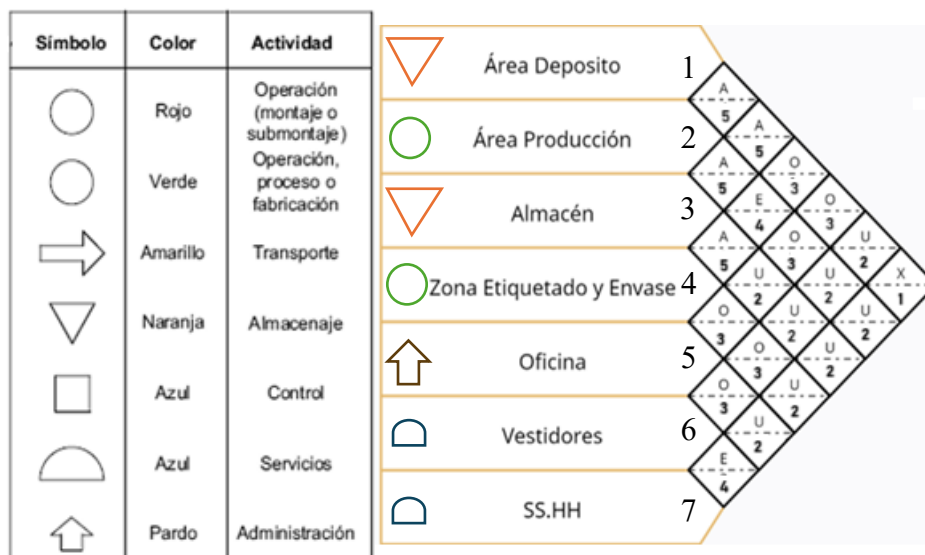 Símbolo Color Actividad
Rojo Operación
(montaje o
submontaje)
Verde Operación,
proceso o
fabricación
Amarillo Transporte
Naranja Almacenaje
Azul Control
Azul Servicios
Pardo Administración
Área Deposito 1
Área Producción 2
Almacén 3
Zona Etiquetado y Envase 4
Oficina 5
Vestidores 6
SS.HH 7
A
5
A
5
A
5
O
3
O
3
E
4
A
5
E
4
U
2
O
3
U
2
O
3
O
3
U
2
U
2
O
3
U
2
U
2
U
2
U
2
X
1